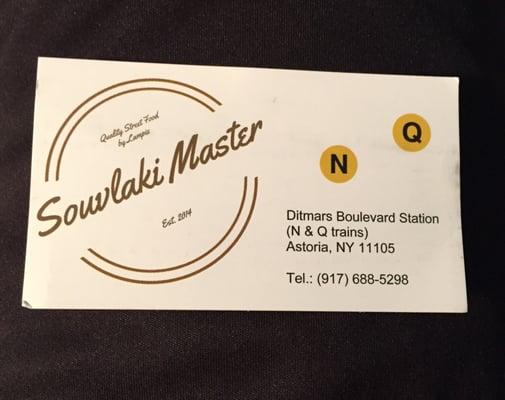 Quality Street Food
by Lampis
Souvlaki Master
Est. 2014
N
Q
Ditmars Boulevard Station
(N & Q trains)
Astoria, NY 11105
Tel.: (917) 688-5298